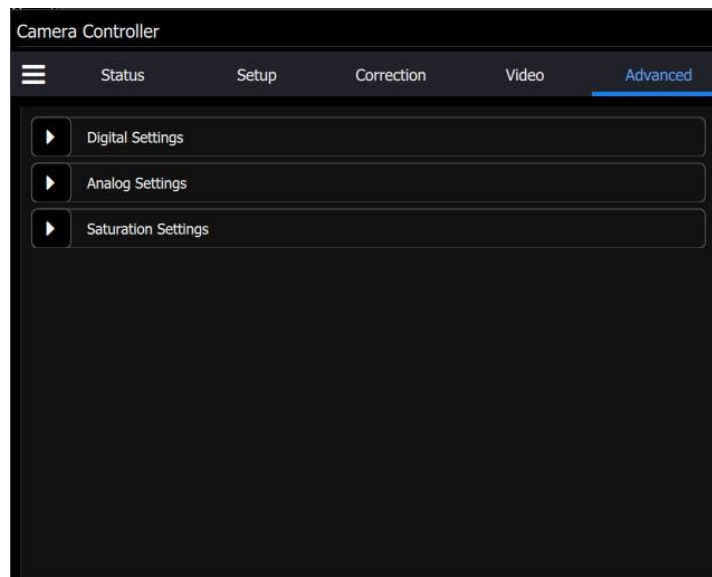 Camera Controller
Status Setup Correction Video Advanced
Digital Settings
Analog Settings
Saturation Settings